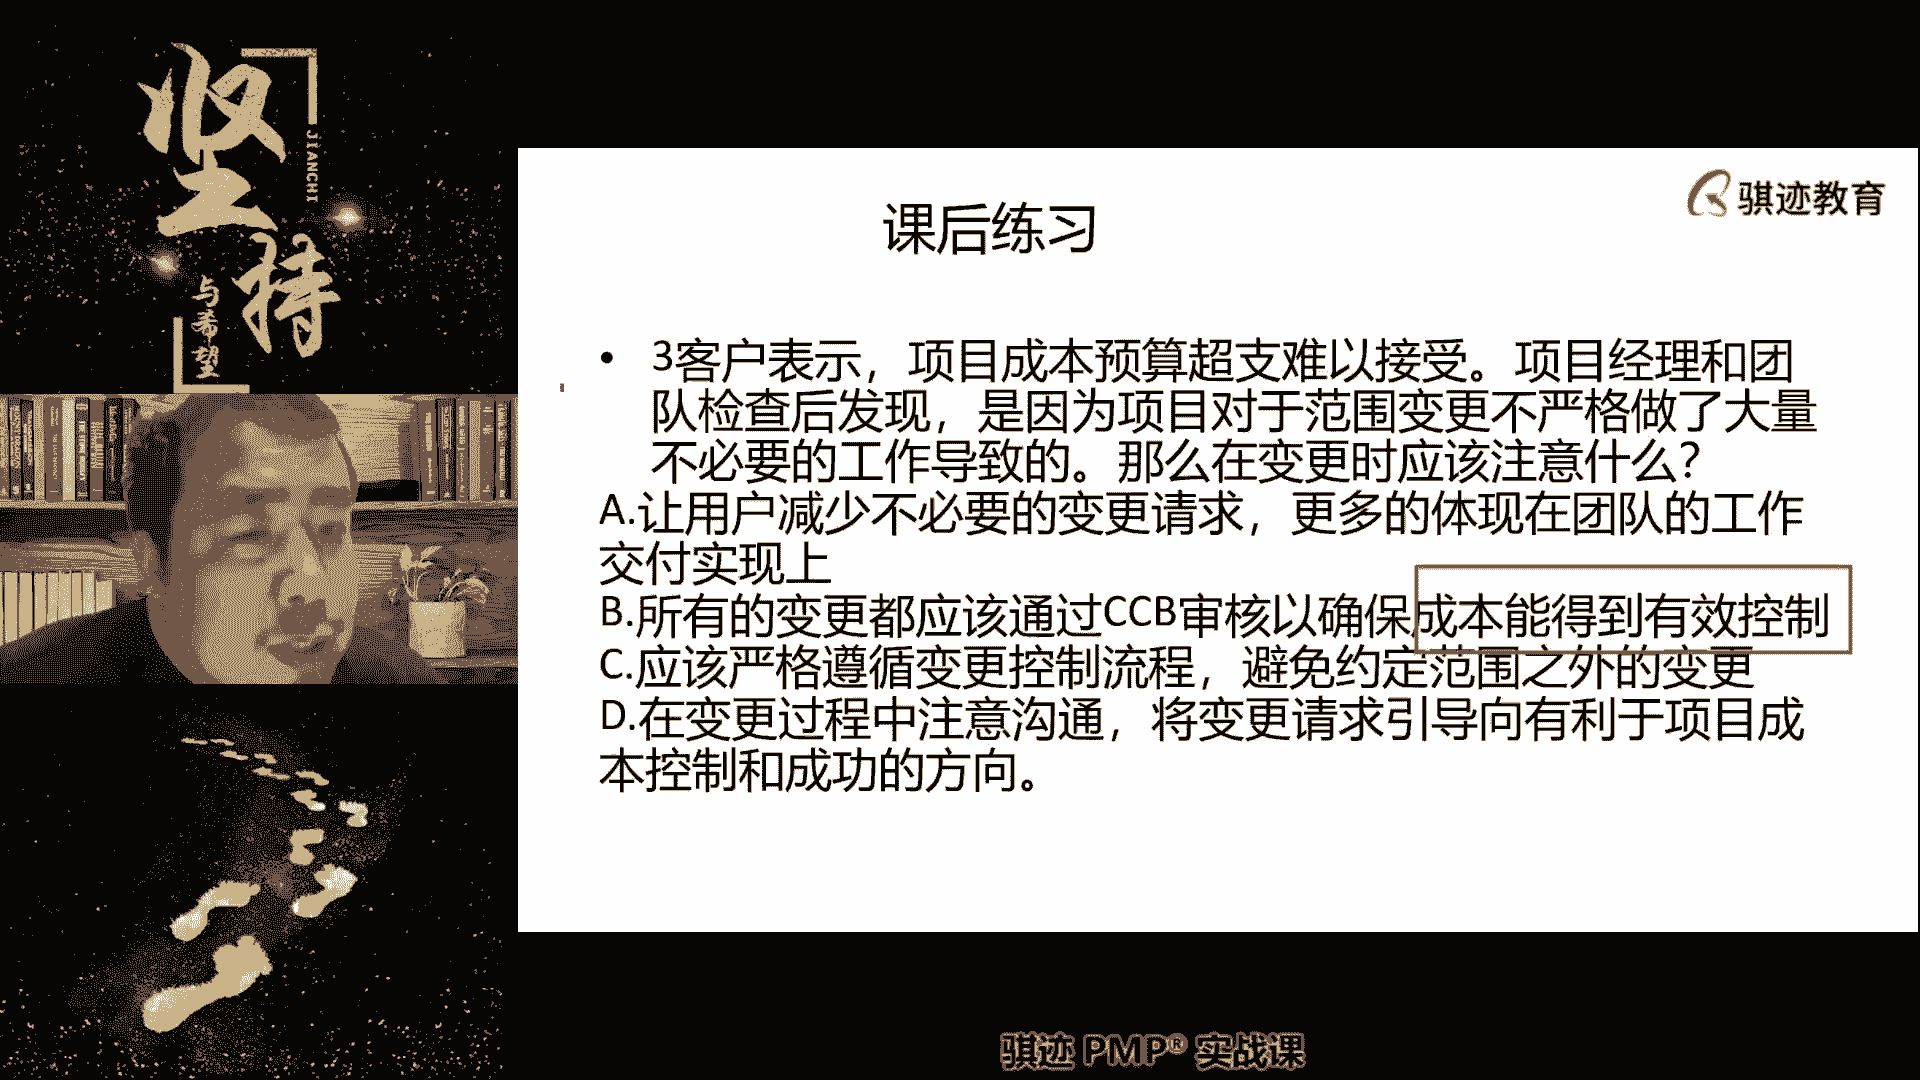 坚持
JIANCHI
与希望
骐迹教育
课后练习
• 3客户表示，项目成本预算超支难以接受。项目经理和团
队检查后发现，是因为项目对于范围变更不严格做了大量
不必要的工作导致的。那么在变更时应该注意什么？
A.让用户减少不必要的变更请求，更多的体现在团队的工作
交付实现上
B.所有的变更都应该通过CCB审核以确保成本能得到有效控制
C.应该严格遵循变更控制流程，避免约定范围之外的变更
D.在变更过程中注意沟通，将变更请求引导向有利于项目成
本控制和成功的方向。
骐迹 PMP® 实战课